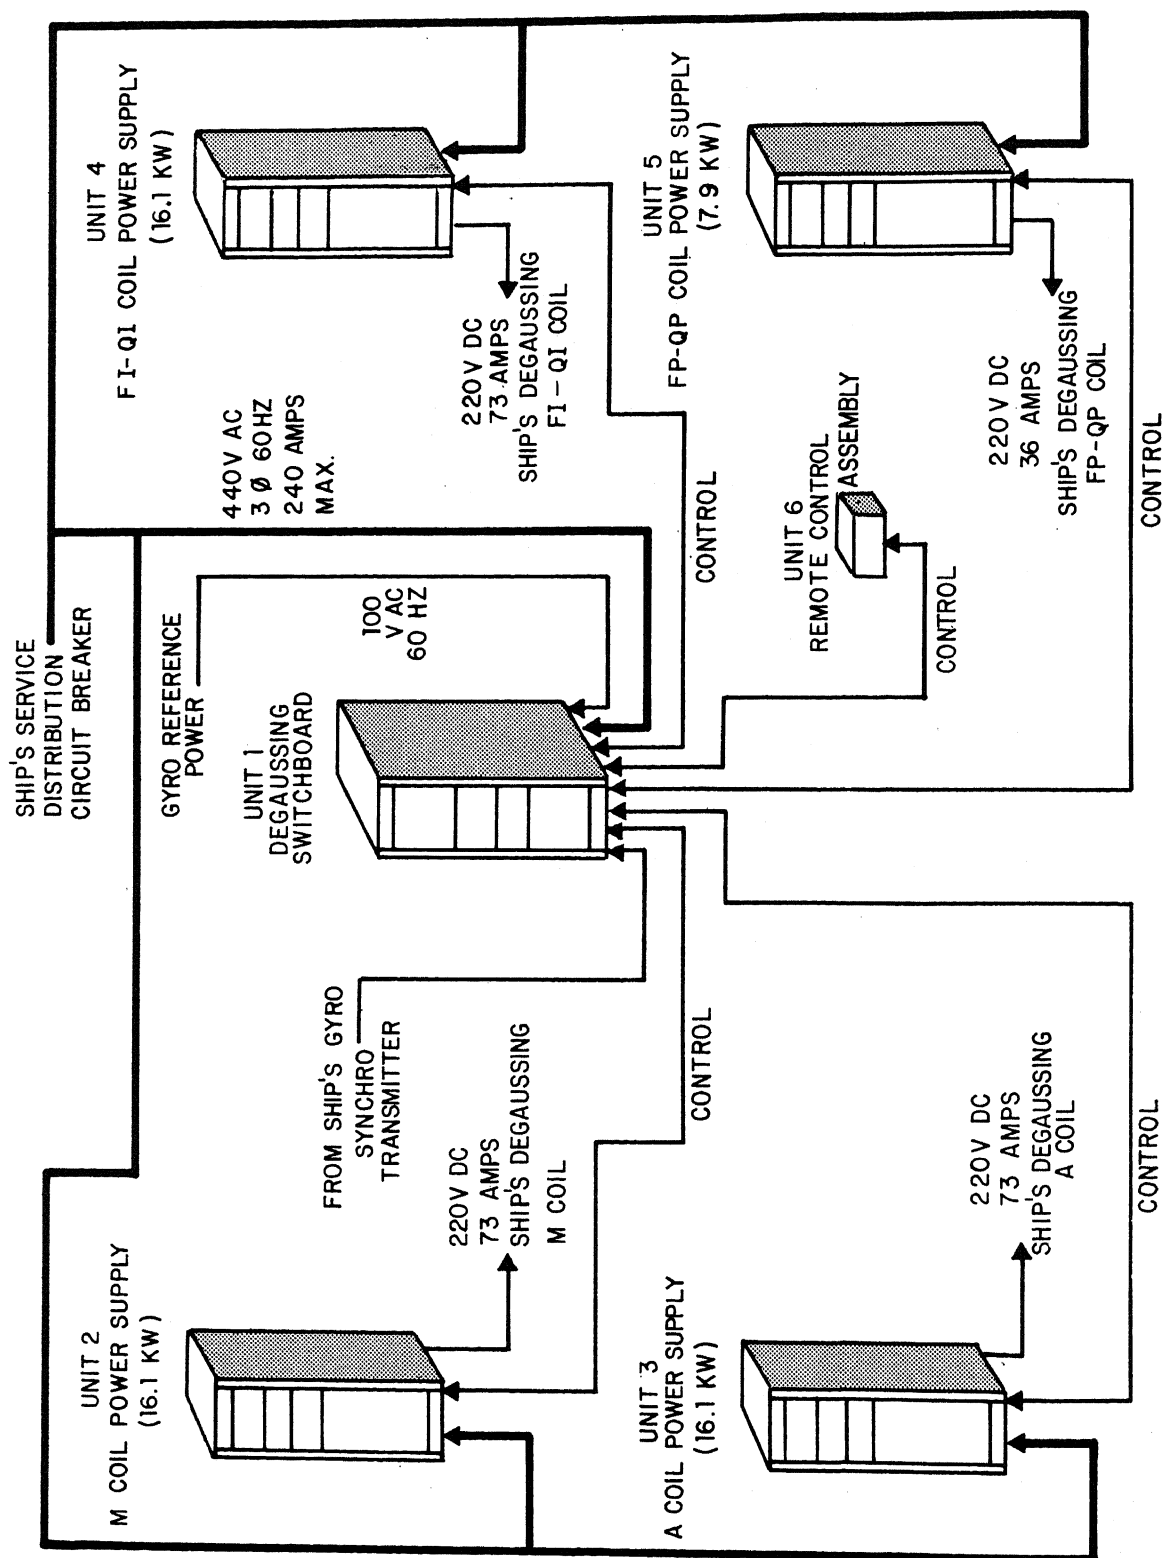 SHIP'S SERVICE
DISTRIBUTION
CIRCUIT BREAKER
UNIT 2
M COIL POWER SUPPLY
(16.1 KW)
220V DC
73 AMPS
SHIP'S DEGAUSSING
M COIL
FROM SHIP'S GYRO
SYNCHRO
TRANSMITTER
GYRO REFERENCE
POWER
UNIT 1
DEGAUSSING
SWITCHBOARD
100
V AC
60 HZ
440V AC
3 Ø 60HZ
240 AMPS
MAX.
UNIT 4
FI-QI COIL POWER SUPPLY
(16.1 KW)
220V DC
73 AMPS
SHIP'S DEGAUSSING
FI-QI COIL
CONTROL
CONTROL
UNIT 3
A COIL POWER SUPPLY
(16.1 KW)
220V DC
73 AMPS
SHIP'S DEGAUSSING
A COIL
CONTROL
UNIT 6
REMOTE CONTROL
ASSEMBLY
CONTROL
UNIT 5
FP-QP COIL POWER SUPPLY
(7.9 KW)
220V DC
36 AMPS
SHIP'S DEGAUSSING
FP-QP COIL
CONTROL